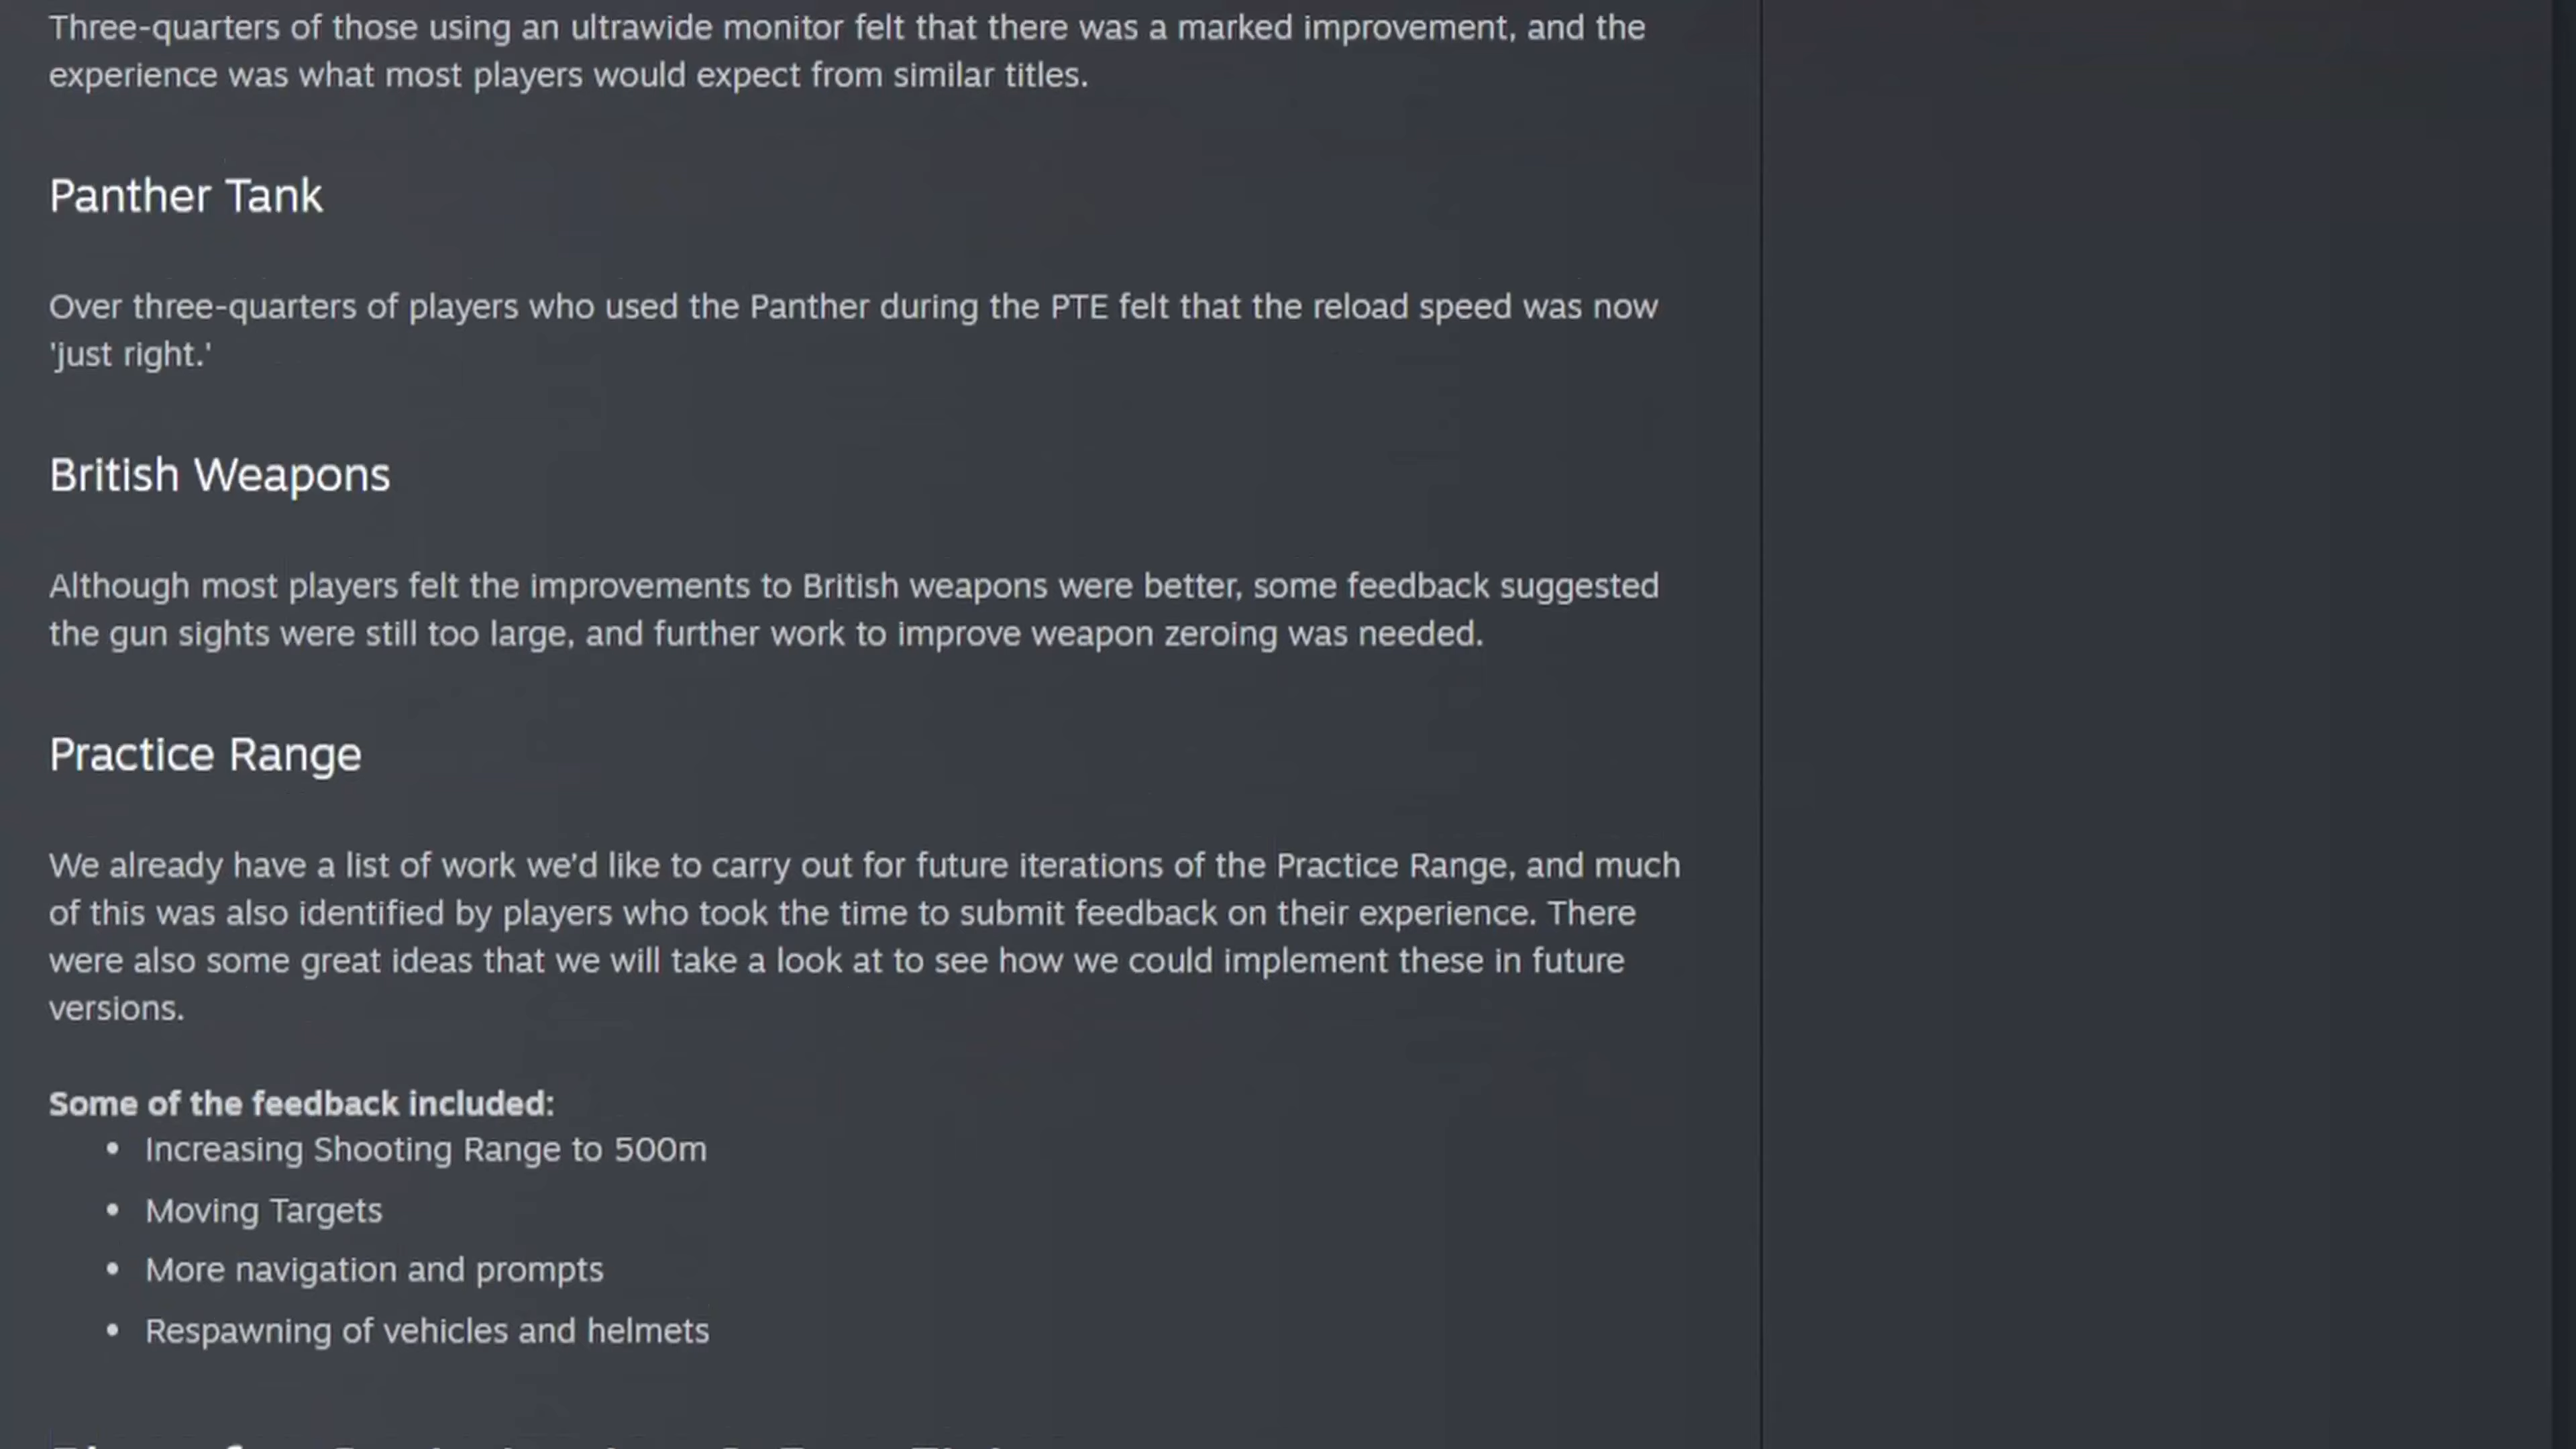 Three-quarters of those using an ultrawide monitor felt that there was a marked improvement, and the
experience was what most players would expect from similar titles.
Panther Tank
Over three-quarters of players who used the Panther during the PTE felt that the reload speed was now
'just right.'
British Weapons
Although most players felt the improvements to British weapons were better, some feedback suggested
the gun sights were still too large, and further work to improve weapon zeroing was needed.
Practice Range
We already have a list of work we'd like to carry out for future iterations of the Practice Range, and much
of this was also identified by players who took the time to submit feedback on their experience. There
were also some great ideas that we will take a look at to see how we could implement these in future
versions.
Some of the feedback included:
• Increasing Shooting Range to 500m
• Moving Targets
• More navigation and prompts
• Respawning of vehicles and helmets